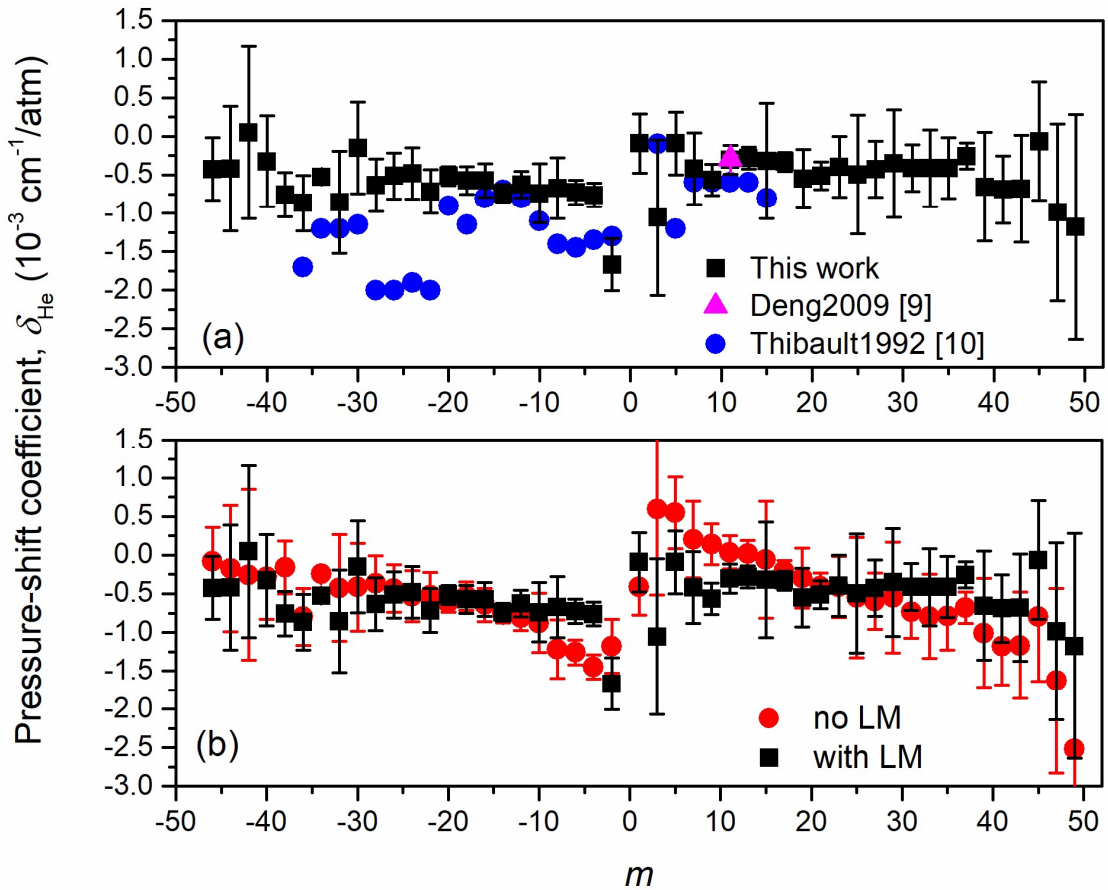 Pressure-shift coefficient, δHe (10-3 cm-1/atm)
1.5
1.0
0.5
0.0
-0.5
-1.0
-1.5
-2.0
-2.5
-3.0
This work
Deng2009 [9]
(a)
Thibault1992 [10]
-50 -40 -30 -20 -10 0 10 20 30 40 50
1.5
1.0
0.5
0.0
-0.5
-1.0
-1.5
-2.0
-2.5
-3.0
no LM
(b)
with LM
-50 -40 -30 -20 -10 0 10 20 30 40 50
m